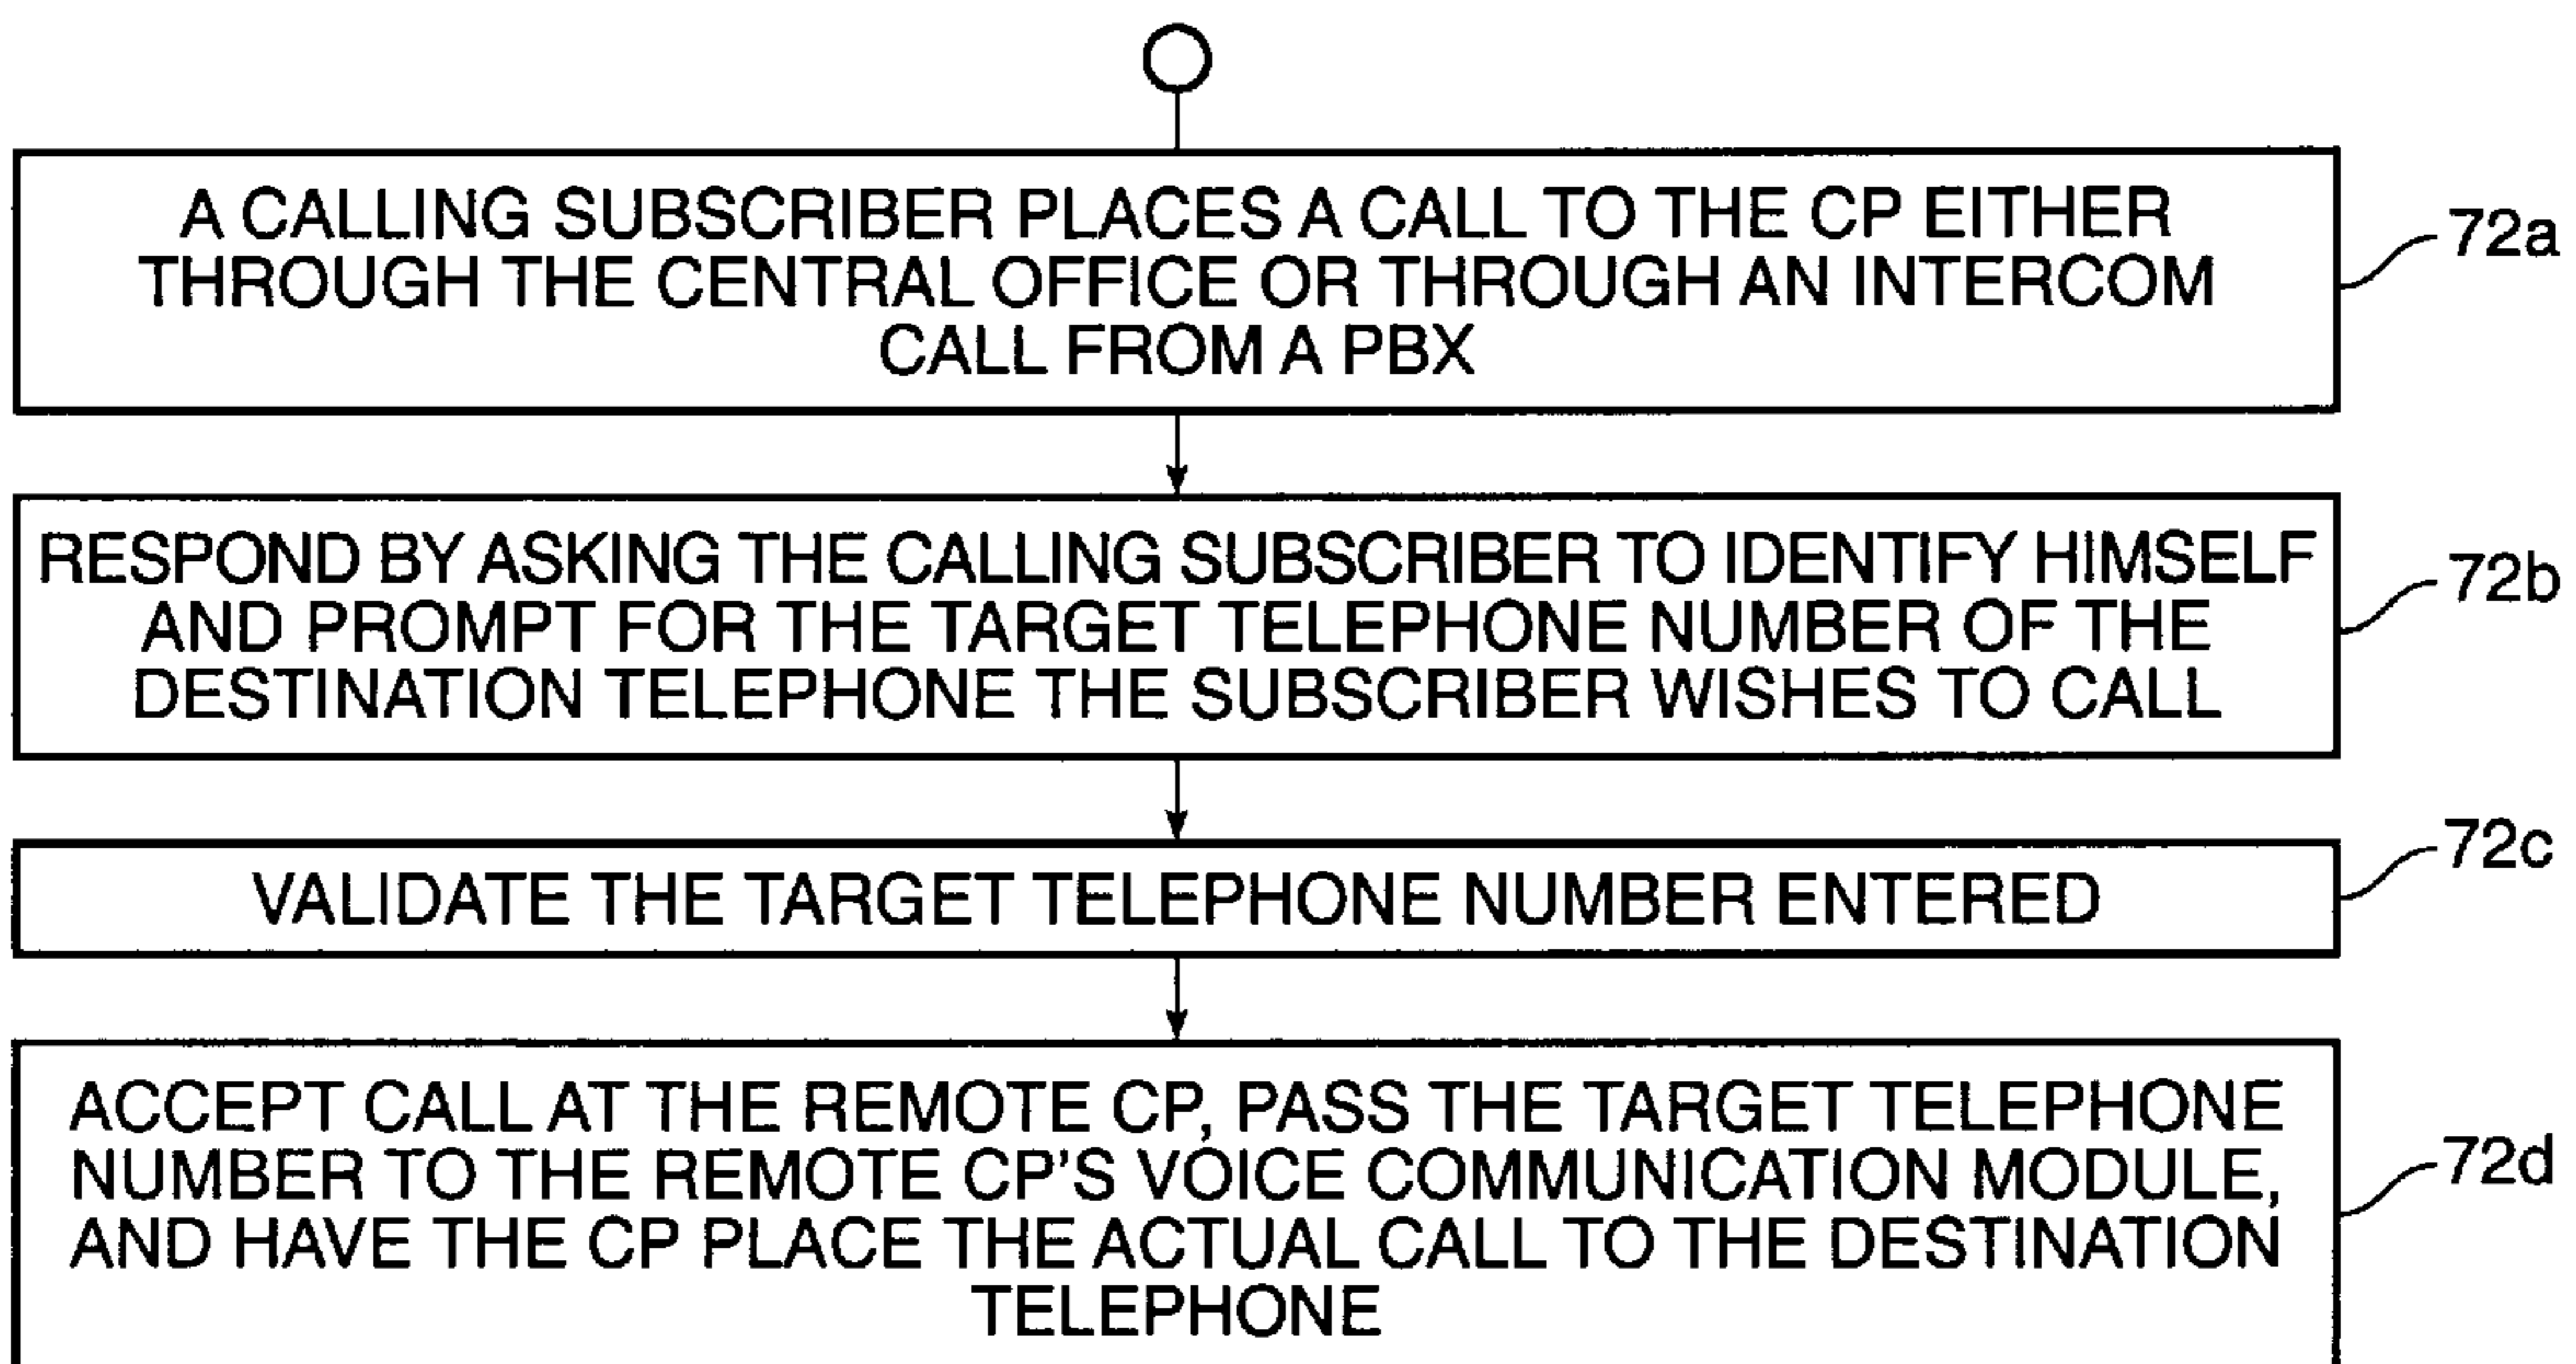 A CALLING SUBSCRIBER PLACES A CALL TO THE CP EITHER
THROUGH THE CENTRAL OFFICE OR THROUGH AN INTERCOM
CALL FROM A PBX
72a
RESPOND BY ASKING THE CALLING SUBSCRIBER TO IDENTIFY HIMSELF
AND PROMPT FOR THE TARGET TELEPHONE NUMBER OF THE
DESTINATION TELEPHONE THE SUBSCRIBER WISHES TO CALL
72b
VALIDATE THE TARGET TELEPHONE NUMBER ENTERED
72c
ACCEPT CALL AT THE REMOTE CP, PASS THE TARGET TELEPHONE
NUMBER TO THE REMOTE CP'S VOICE COMMUNICATION MODULE,
AND HAVE THE CP PLACE THE ACTUAL CALL TO THE DESTINATION
TELEPHONE
72d